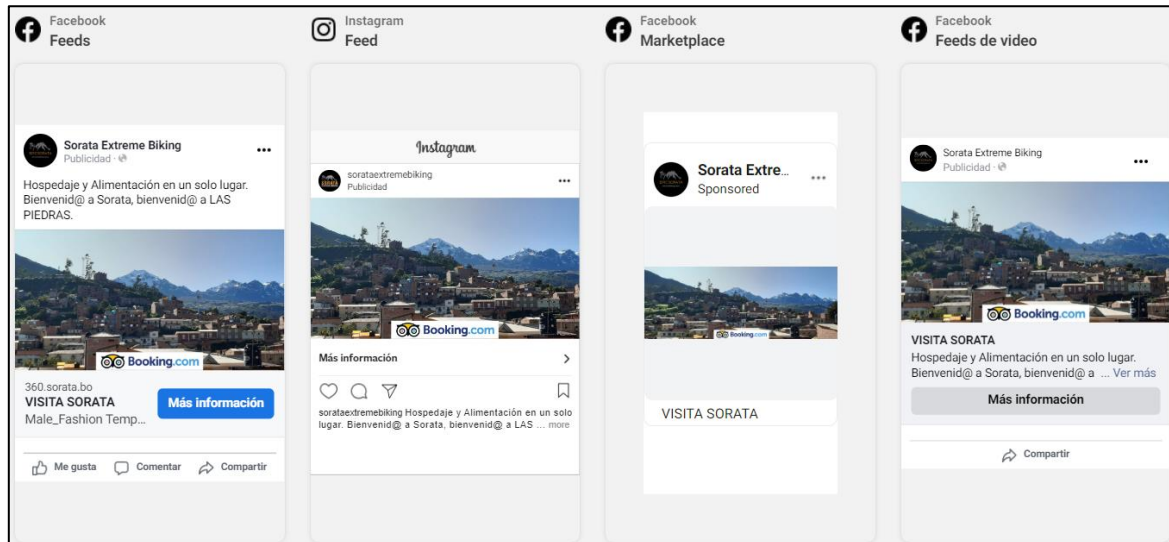 Facebook
Feeds
Sorata Extreme Biking
Publicidad
Hospedaje y Alimentación en un solo lugar.
Bienvenid@ a Sorata, bienvenid@ a LAS
PIEDRAS.
Booking.com
360.sorata.bo
VISITA SORATA
Male_Fashion Temp...
Más información
Me gusta
Comentar
Compartir
Instagram
Feed
Instagram
sorataextremebiking
Publicidad
Booking.com
Más información
sorataextremebiking Hospedaje y Alimentación en un solo
lugar. Bienvenid@ a Sorata, bienvenid@ a LAS ... more
Facebook
Marketplace
Sorata Extre...
Sponsored
Booking.com
VISITA SORATA
Facebook
Feeds de video
Sorata Extreme Biking
Publicidad
Booking.com
VISITA SORATA
Hospedaje y Alimentación en un solo lugar.
Bienvenid@ a Sorata, bienvenid@ a ... Ver más
Más información
Compartir